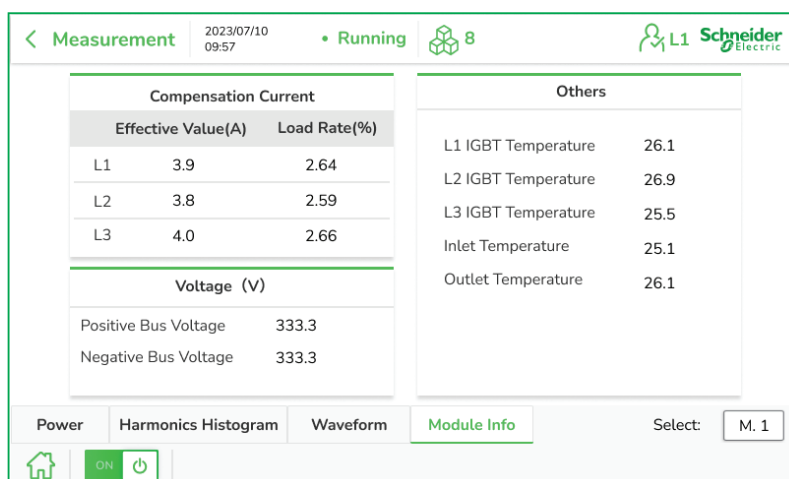 Measurement 2023/07/10 09:57 • Running 8 L1 Schneider Electric
Compensation Current
Effective Value(A) Load Rate(%)
L1 3.9 2.64
L2 3.8 2.59
L3 4.0 2.66
Voltage（V）
Positive Bus Voltage 333.3
Negative Bus Voltage 333.3
Others
L1 IGBT Temperature 26.1
L2 IGBT Temperature 26.9
L3 IGBT Temperature 25.5
Inlet Temperature 25.1
Outlet Temperature 26.1
Power Harmonics Histogram Waveform Module Info Select: M. 1
ON